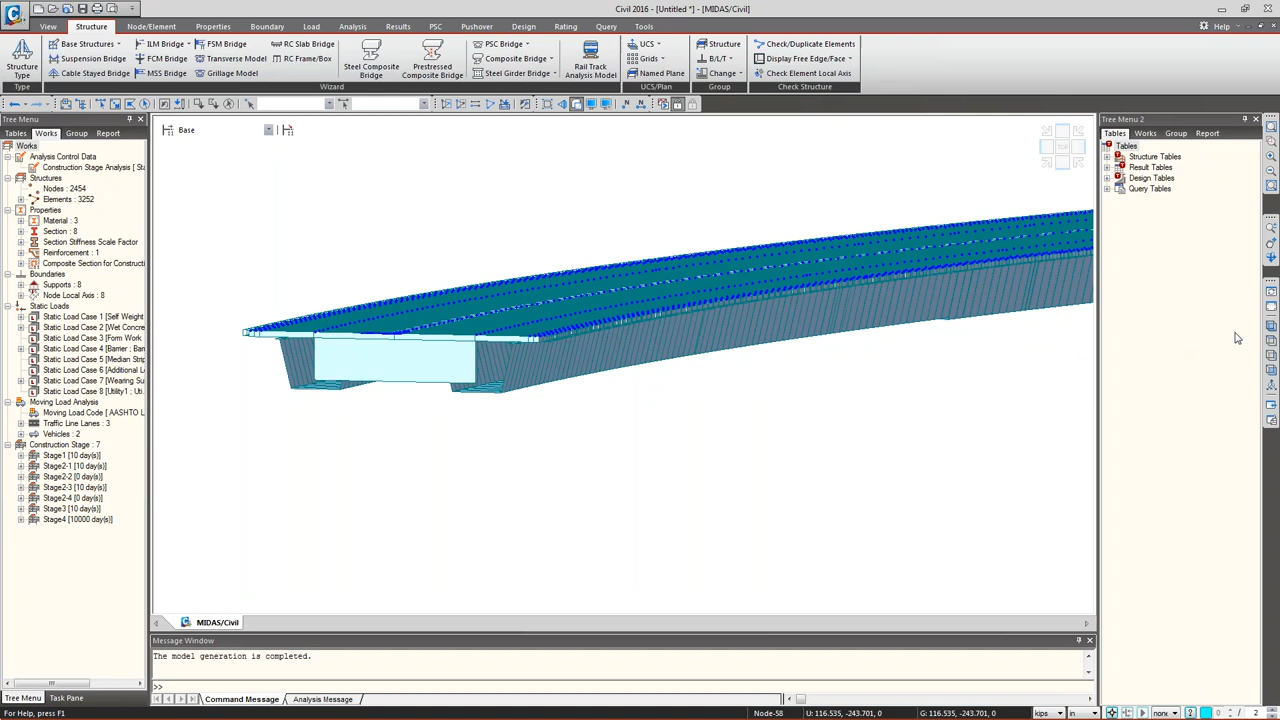 Civil 2016 - [Untitled *] - [MIDAS/Civil]
View Structure Node/Element Properties Boundary Load Analysis Results PSC Pushover Design Rating Query Tools Help
Structure Type
Type
Base Structures
Suspension Bridge
Cable Stayed Bridge
ILM Bridge
FCM Bridge
MSS Bridge
FSM Bridge
Transverse Model
Grillage Model
RC Slab Bridge
RC Frame/Box
Steel Composite Bridge
Prestressed Composite Bridge
PSC Bridge
Composite Bridge
Steel Girder Bridge
Rail Track Analysis Model
Wizard
UCS
Grids
Named Plane
UCS/Plan
Structure
B/L/T
Change
Group
Check/Duplicate Elements
Display Free Edge/Face
Check Element Local Axis
Check Structure
Tree Menu
Tables Works Group Report
Works
Analysis Control Data
Construction Stage Analysis [ Sta
Structures
Nodes : 2454
Elements : 3252
Properties
Material : 3
Section : 8
Section Stiffness Scale Factor
Reinforcement : 1
Composite Section for Constructi
Boundaries
Supports : 8
Node Local Axis : 8
Static Loads
Static Load Case 1 [Self Weight
Static Load Case 2 [Wet Concre
Static Load Case 3 [Form Work
Static Load Case 4 [Barrier ; Barr
Static Load Case 5 [Median Strip
Static Load Case 6 [Additional L
Static Load Case 7 [Wearing Su
Static Load Case 8 [Utility1 ; Uti
Moving Load Analysis
Moving Load Code [ AASHTO L
Traffic Line Lanes : 3
Vehicles : 2
Construction Stage : 7
Stage1 [10 day(s)]
Stage2-1 [10 day(s)]
Stage2-2 [0 day(s)]
Stage2-3 [10 day(s)]
Stage2-4 [0 day(s)]
Stage3 [10 day(s)]
Stage4 [10000 day(s)]
Tree Menu Task Pane
Base
TOP
MIDAS/Civil
Message Window
The model generation is completed.
>>
Command Message Analysis Message
Tree Menu 2
Tables Works Group Report
Tables
Structure Tables
Result Tables
Design Tables
Query Tables
For Help, press F1
Node-58
U: 116.535, -243.701, 0
G: 116.535, -243.701, 0
kips
in
none
0 / 2